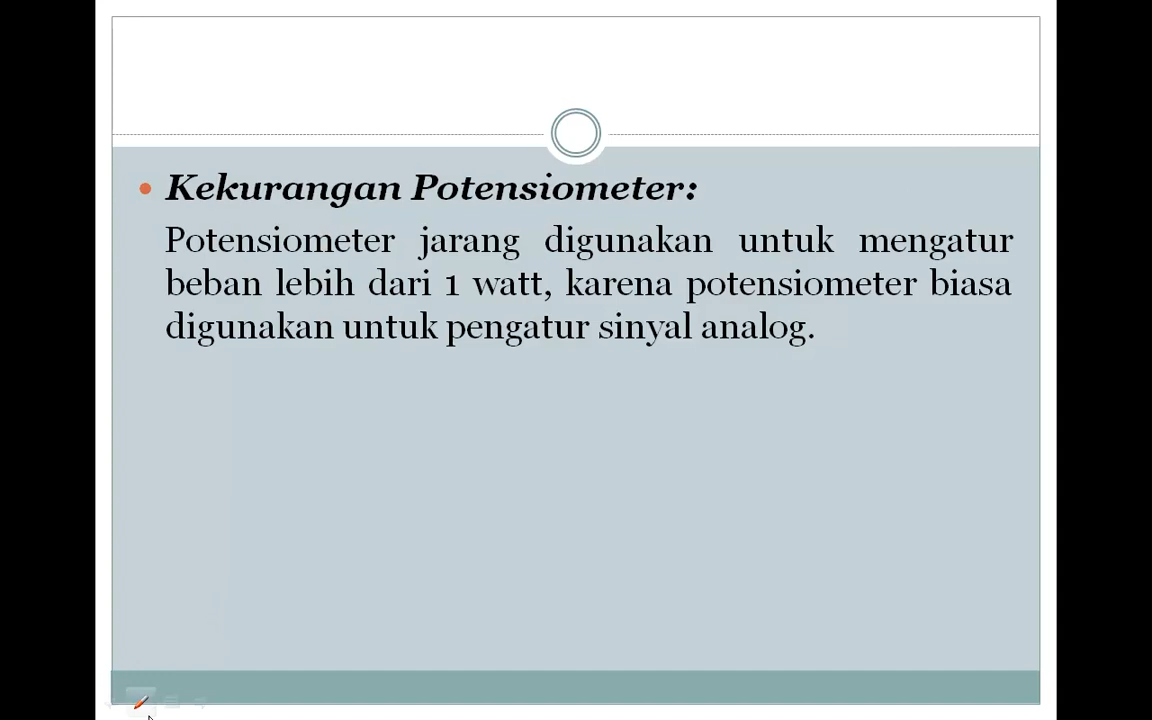 Kekurangan Potensiometer:
Potensiometer jarang digunakan untuk mengatur
beban lebih dari 1 watt, karena potensiometer biasa
digunakan untuk pengatur sinyal analog.